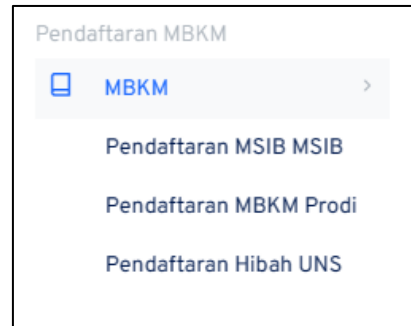 Pendaftaran MBKM
MBKM
Pendaftaran MSIB MSIB
Pendaftaran MBKM Prodi
Pendaftaran Hibah UNS